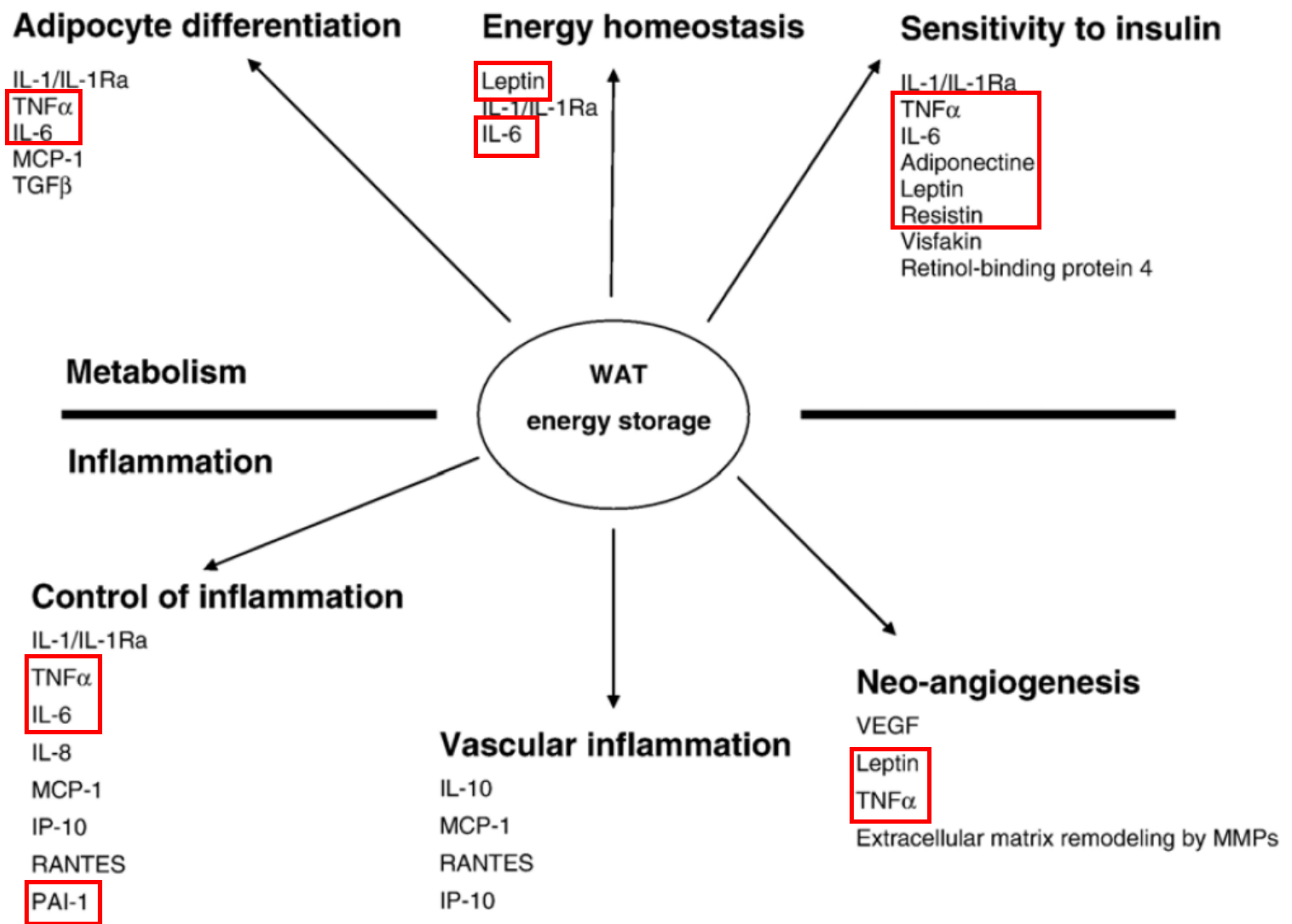 Adipocyte differentiation
IL-1/IL-1Ra
TNFα
IL-6
MCP-1
TGFβ
Energy homeostasis
Leptin
IL-1/IL-1Ra
IL-6
Sensitivity to insulin
IL-1/IL-1Ra
TNFα
IL-6
Adiponectine
Leptin
Resistin
Visfakin
Retinol-binding protein 4
Metabolism
WAT
energy storage
Inflammation
Control of inflammation
IL-1/IL-1Ra
TNFα
IL-6
IL-8
MCP-1
IP-10
RANTES
PAI-1
Vascular inflammation
IL-10
MCP-1
RANTES
IP-10
Neo-angiogenesis
VEGF
Leptin
TNFα
Extracellular matrix remodeling by MMPs